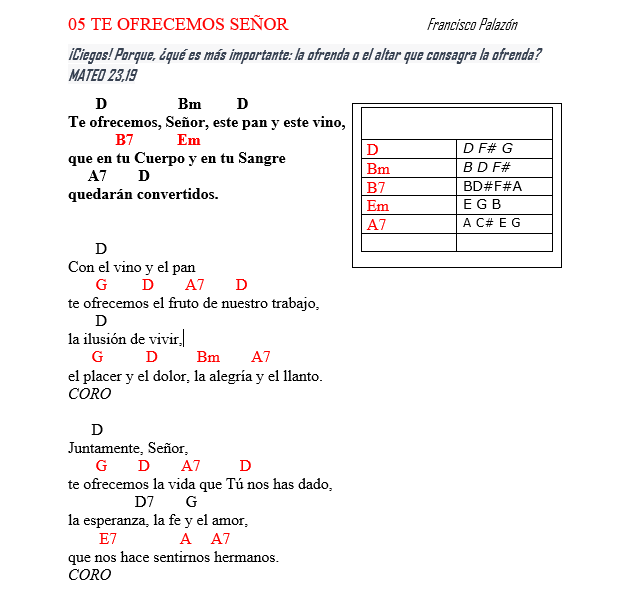 05 TE OFRECEMOS SEÑOR Francisco Palazón
¡Ciegos! Porque, ¿qué es más importante: la ofrenda o el altar que consagra la ofrenda?
MATEO 23,19
D Bm D
Te ofrecemos, Señor, este pan y este vino,
B7 Em
que en tu Cuerpo y en tu Sangre
A7 D
quedarán convertidos.
D D F# G
Bm B D F#
B7 BD#F#A
Em E G B
A7 A C# E G
D
Con el vino y el pan
G D A7 D
te ofrecemos el fruto de nuestro trabajo,
D
la ilusión de vivir,
G D Bm A7
el placer y el dolor, la alegría y el llanto.
CORO
D
Juntamente, Señor,
G D A7 D
te ofrecemos la vida que Tú nos has dado,
D7 G
la esperanza, la fe y el amor,
E7 A A7
que nos hace sentirnos hermanos.
CORO